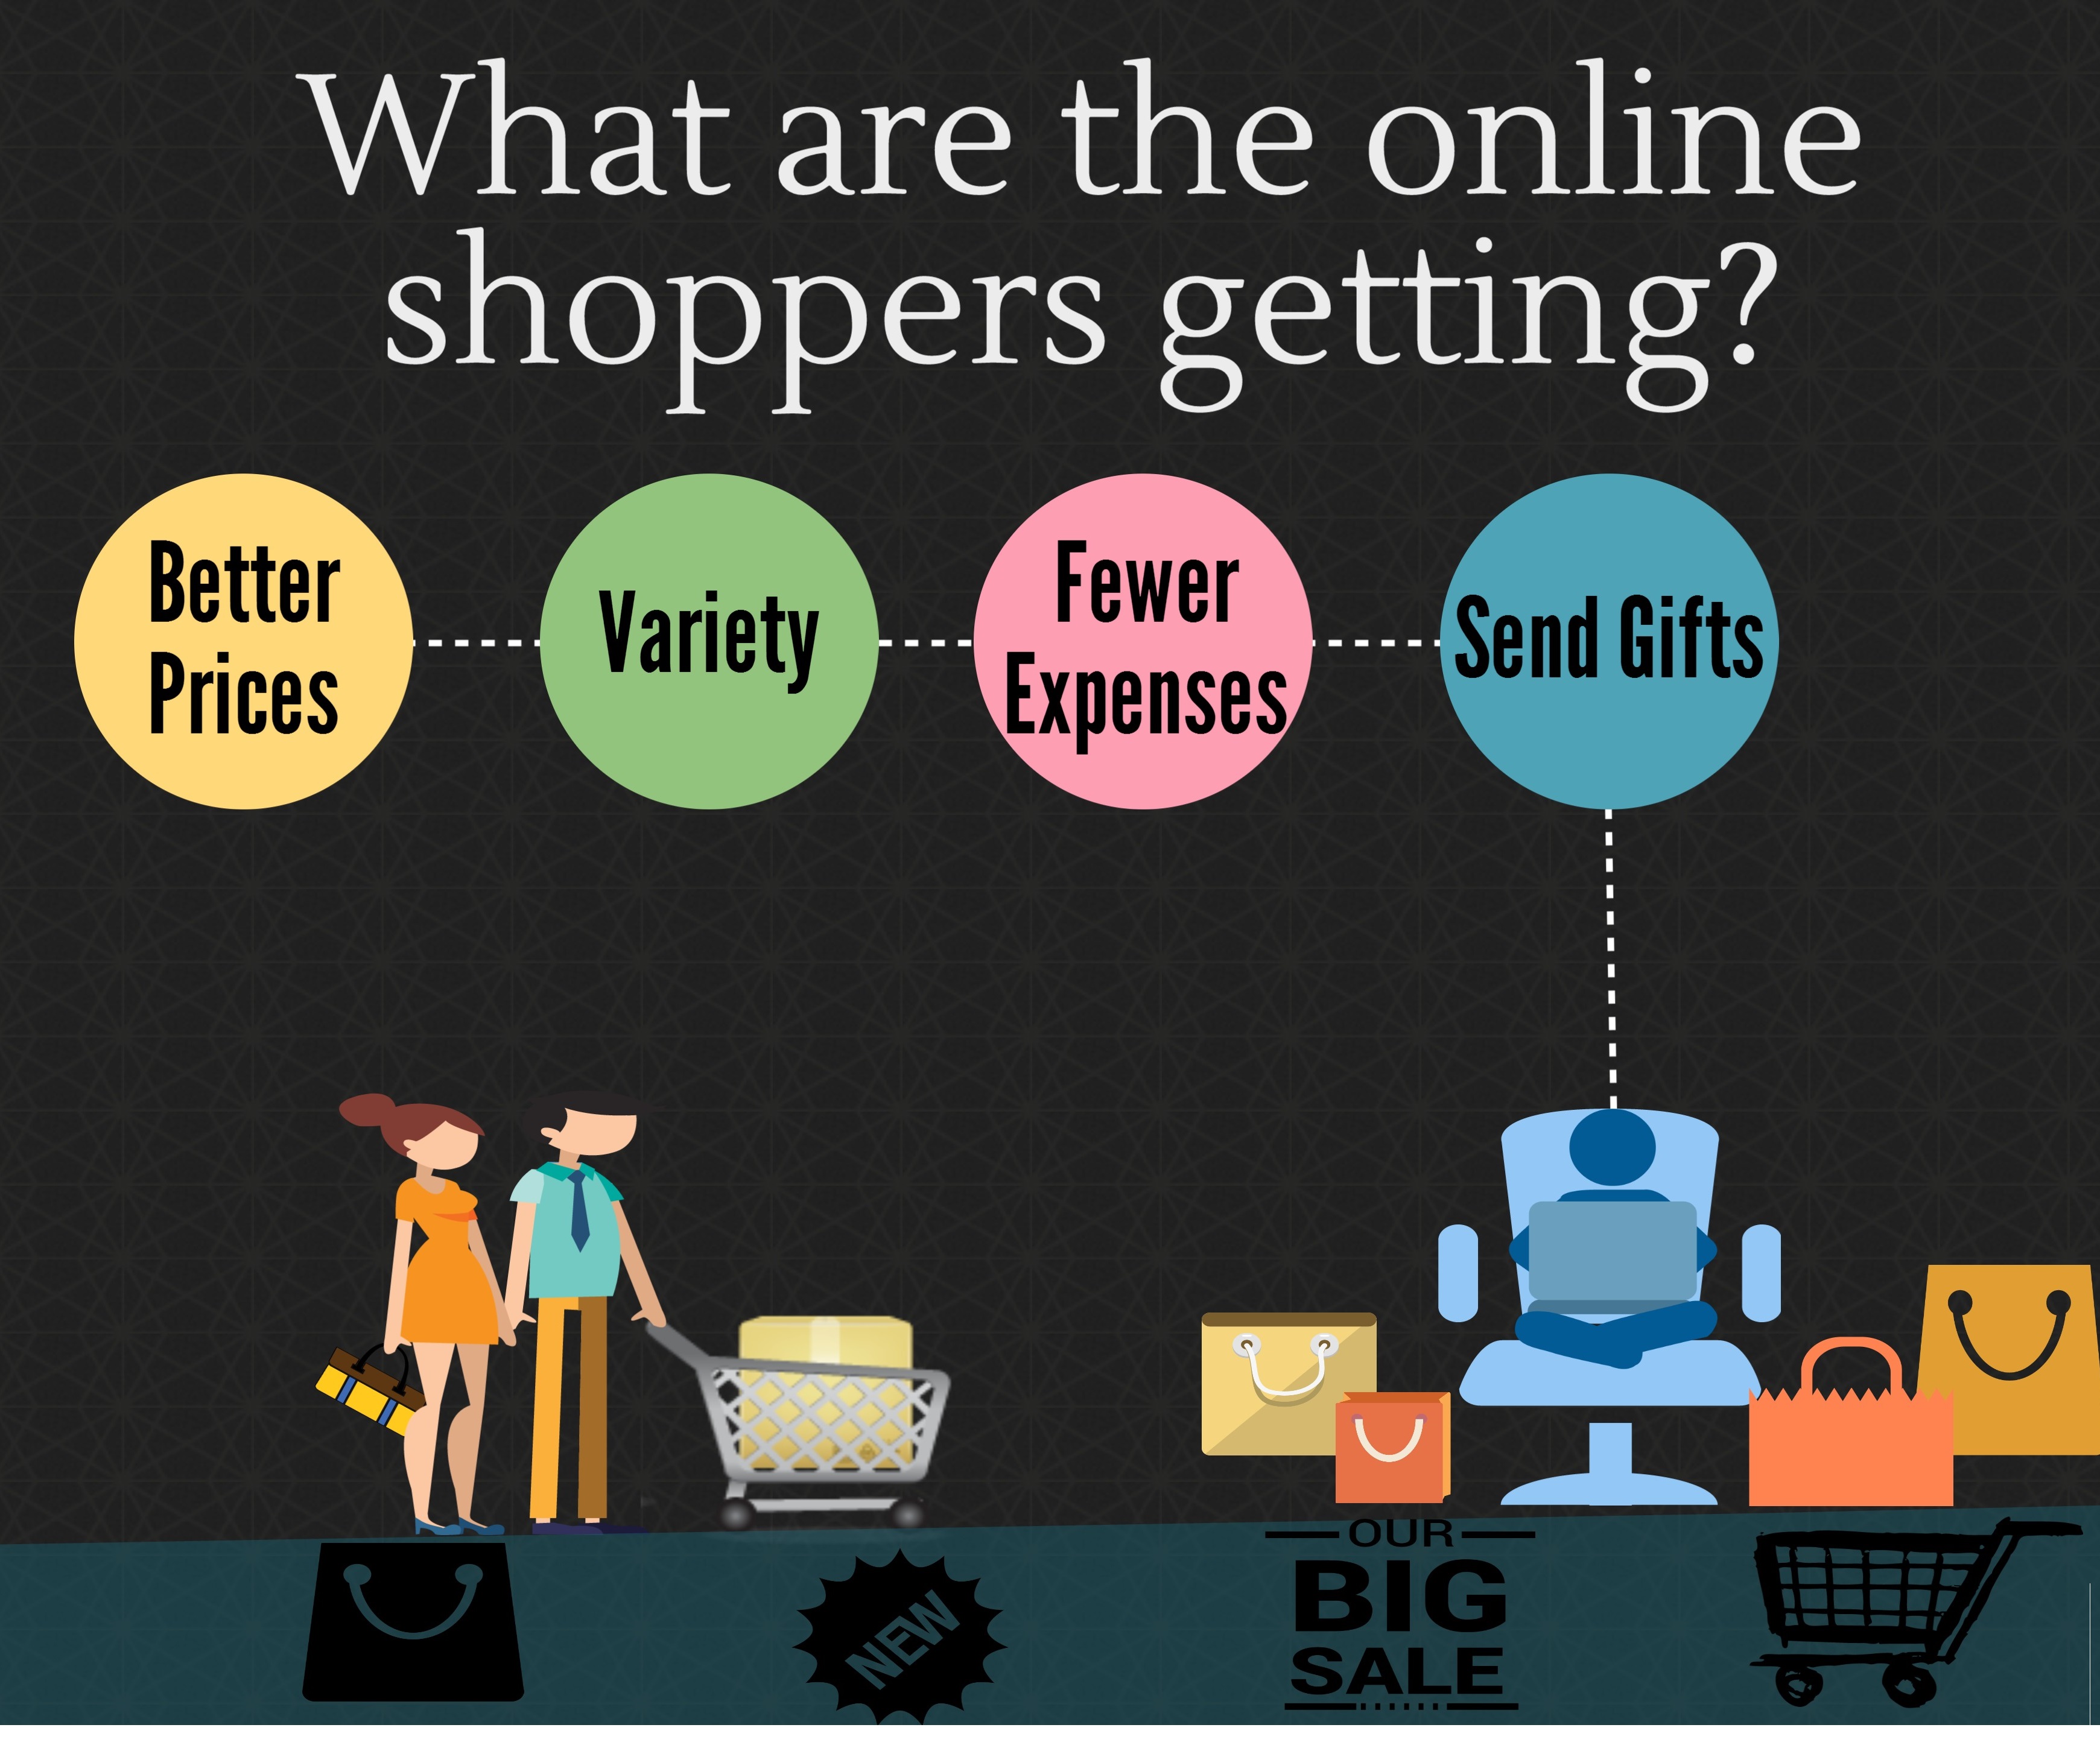 What are the online
shoppers getting?
Better
Prices
Variety
Fewer
Expenses
Send Gifts
NEW
OUR
BIG
SALE